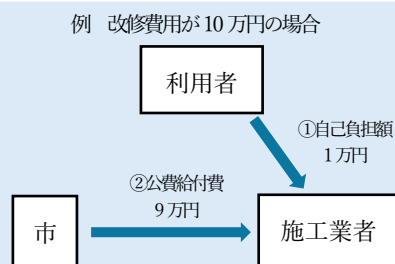 例　改修費用が10万円の場合
利用者
①自己負担額
1万円
②公費給付費
9万円
市
施工業者